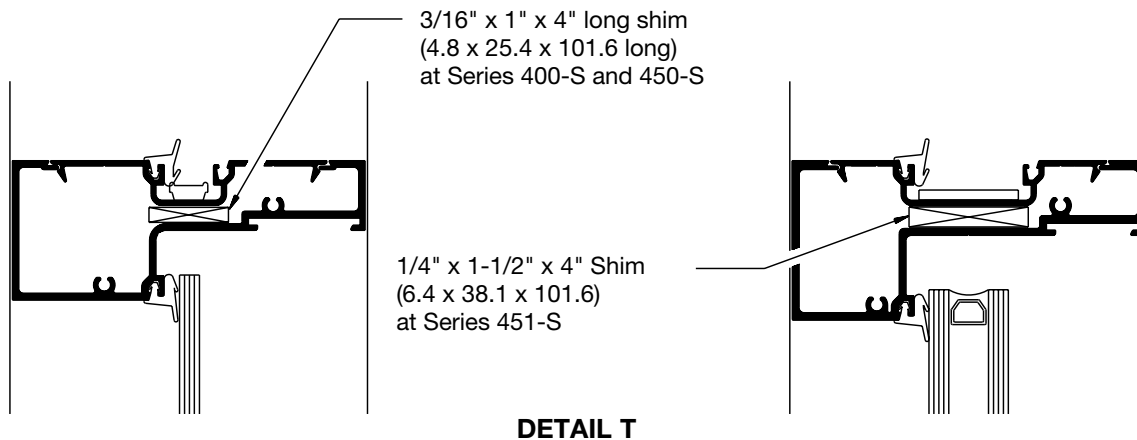 3/16" x 1" x 4" long shim
(4.8 x 25.4 x 101.6 long)
at Series 400-S and 450-S
1/4" x 1-1/2" x 4" Shim
(6.4 x 38.1 x 101.6)
at Series 451-S
DETAIL T